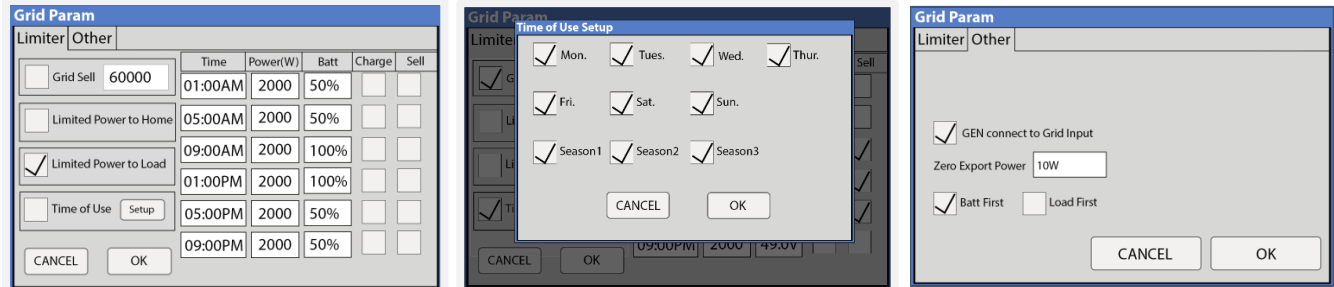 Grid Param
Limiter Other
Time Power(W) Batt Charge Sell
Grid Sell 60000
01:00AM 2000 50%
Limited Power to Home
05:00AM 2000 50%
Limited Power to Load
09:00AM 2000 100%
01:00PM 2000 100%
Time of Use Setup
05:00PM 2000 50%
09:00PM 2000 50%
CANCEL OK
Grid Param
Time of Use Setup
Limite
Sell
Mon. Tues. Wed. Thur.
G
Fri. Sat. Sun.
Li
Season1 Season2 Season3
Li
Ti
CANCEL OK
09:00PM 2000 49.0V
CANCEL OK
Grid Param
Limiter Other
GEN connect to Grid Input
Zero Export Power 10W
Batt First Load First
CANCEL OK